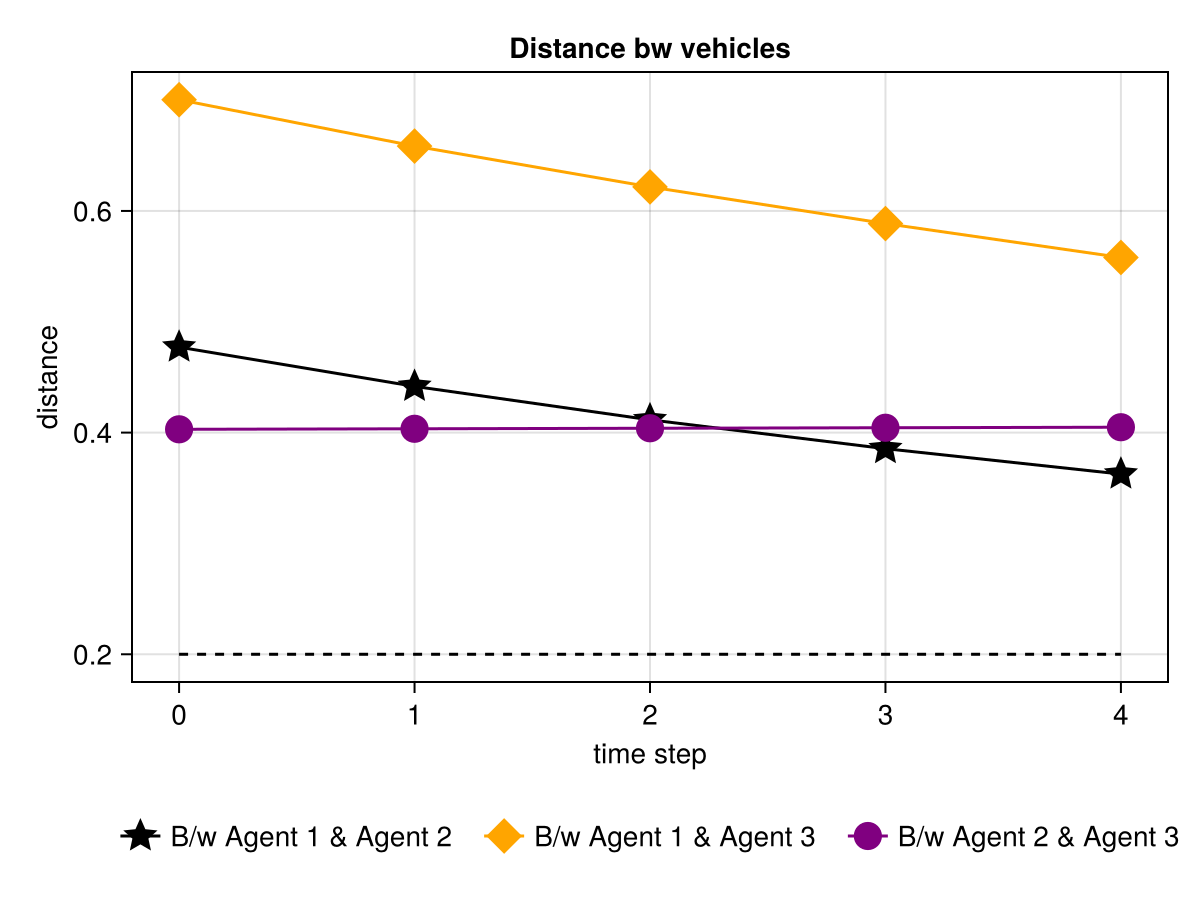 Distance bw vehicles
distance
0.6
0.4
0.2
0 1 2 3 4
time step
B/w Agent 1 & Agent 2 B/w Agent 1 & Agent 3 B/w Agent 2 & Agent 3